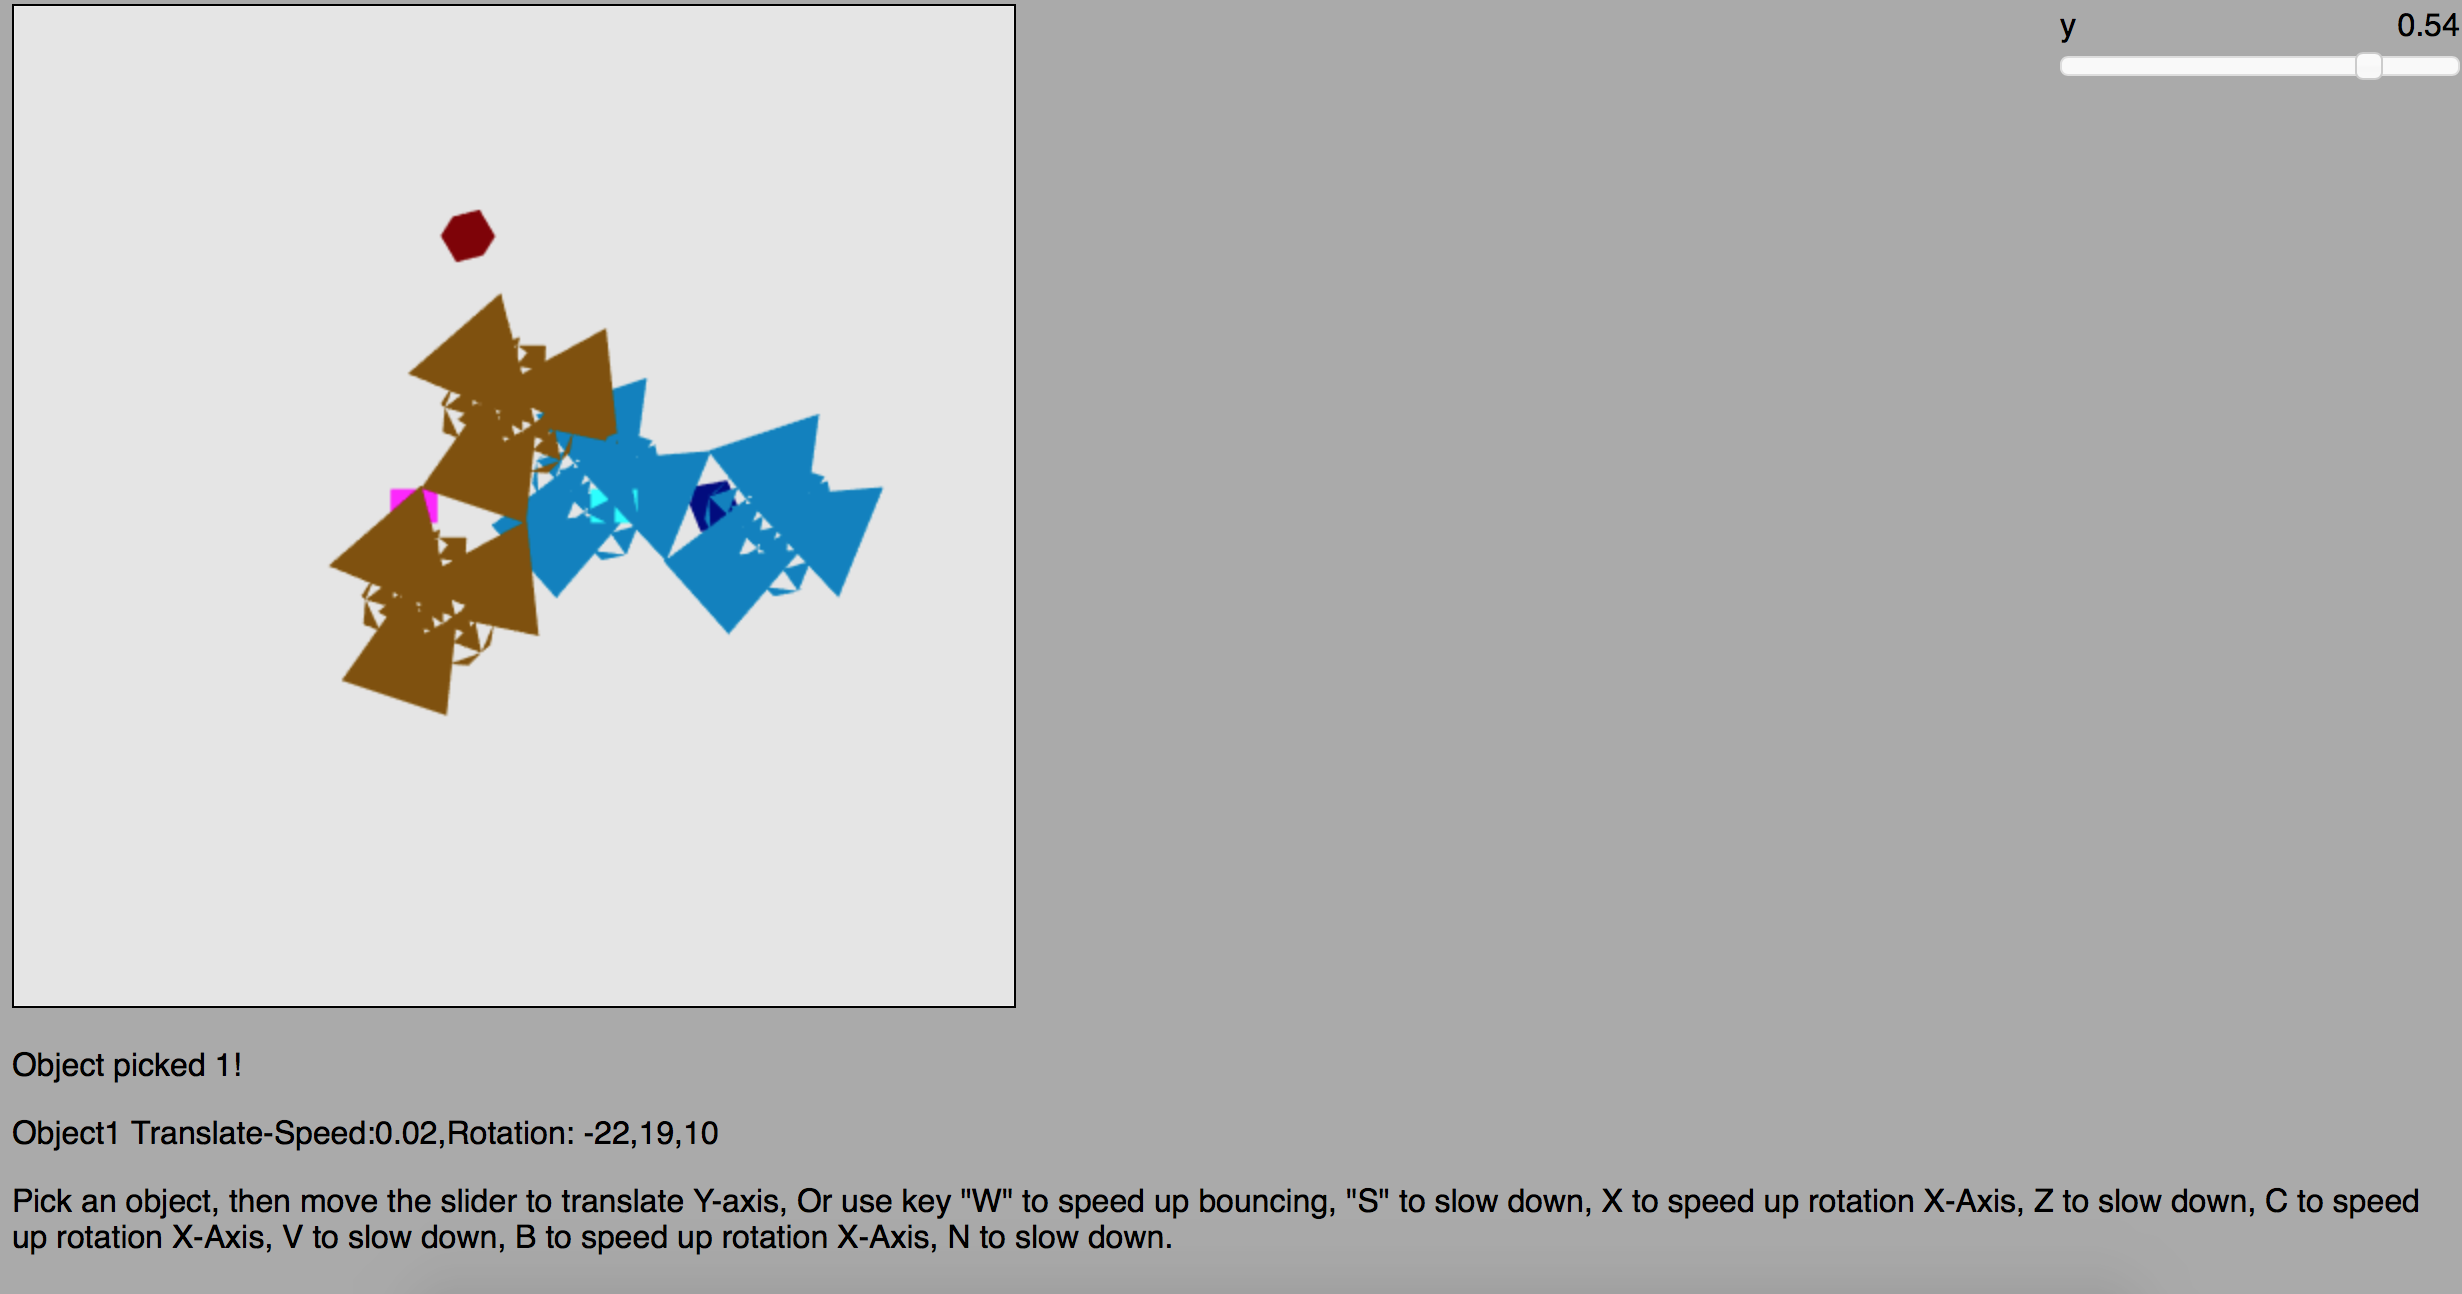 y 0.54
Object picked 1!
Object1 Translate-Speed:0.02,Rotation: -22,19,10
Pick an object, then move the slider to translate Y-axis, Or use key "W" to speed up bouncing, "S" to slow down, X to speed up rotation X-Axis, Z to slow down, C to speed
up rotation X-Axis, V to slow down, B to speed up rotation X-Axis, N to slow down.